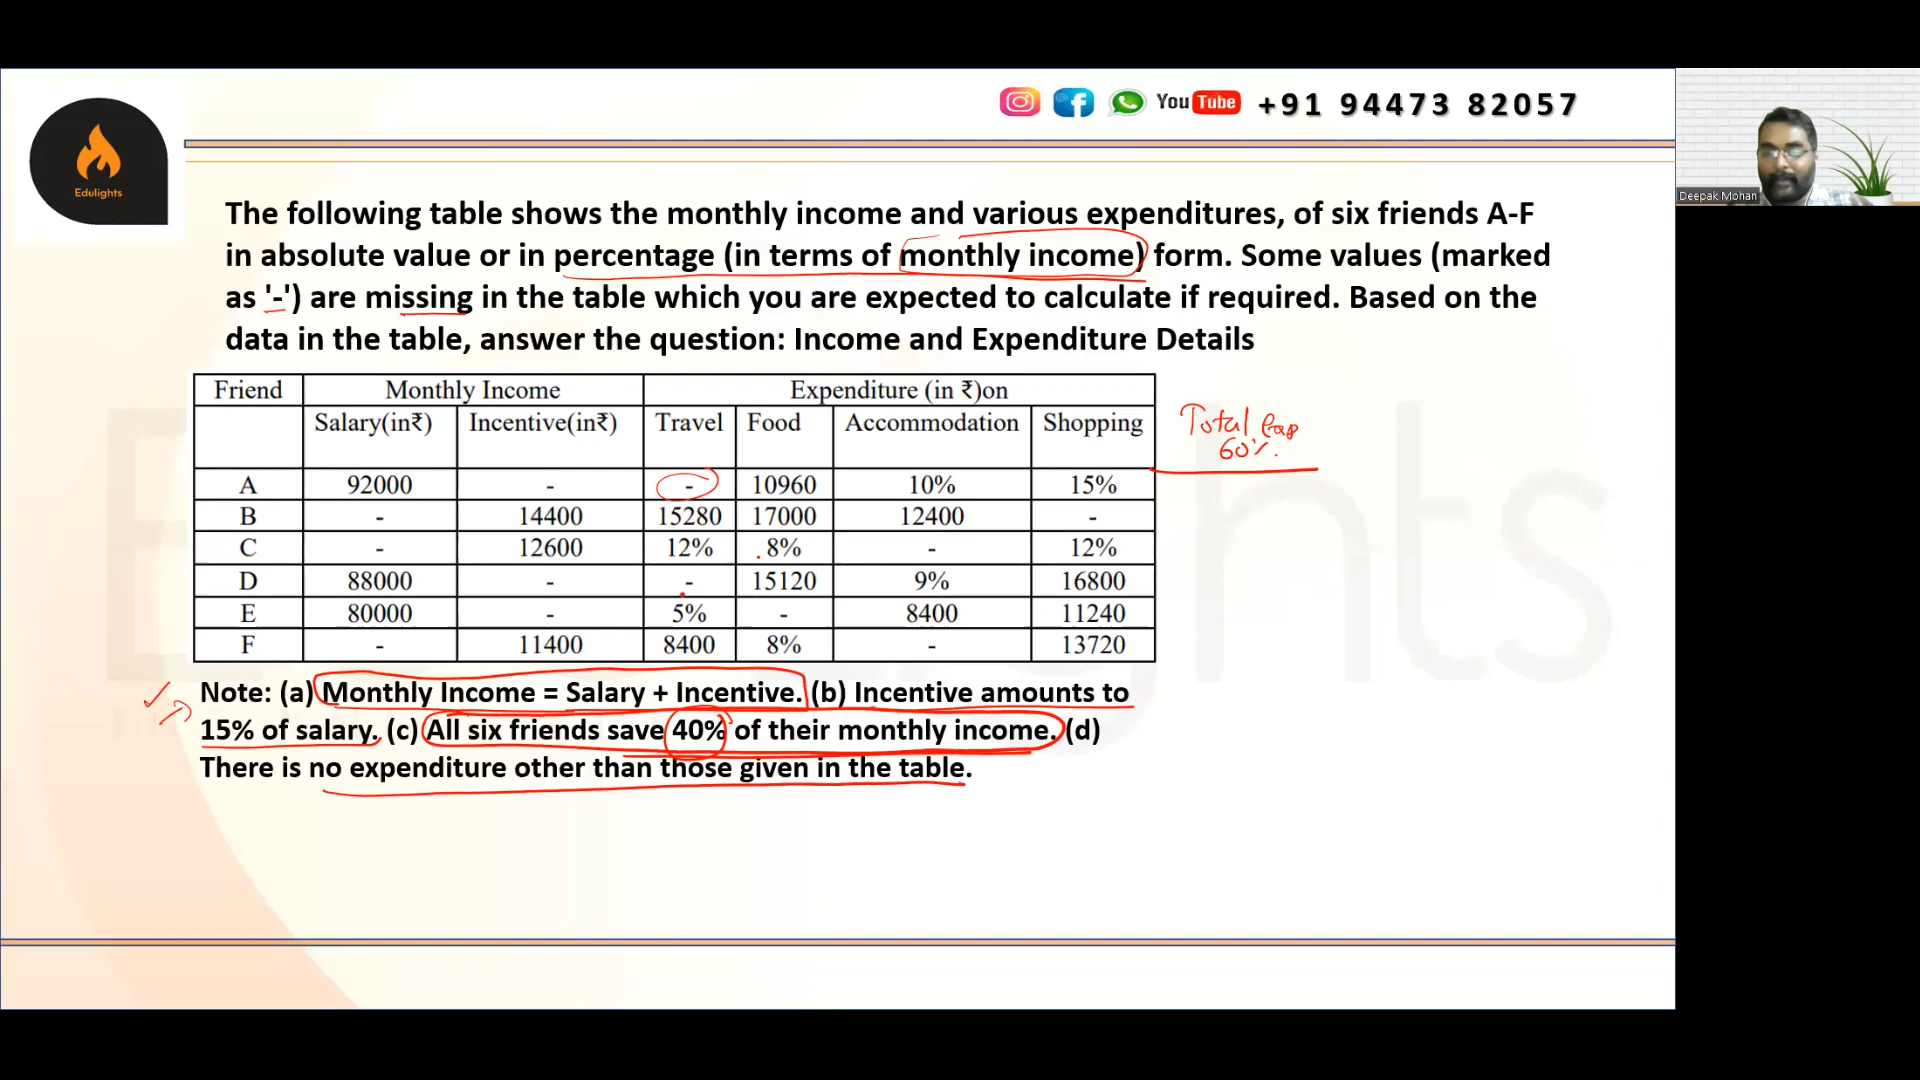 You Tube +91 94473 82057
Edulights
Deepak Mohan
The following table shows the monthly income and various expenditures, of six friends A-F
in absolute value or in percentage (in terms of monthly income) form. Some values (marked
as '-') are missing in the table which you are expected to calculate if required. Based on the
data in the table, answer the question: Income and Expenditure Details
Friend Monthly Income Expenditure (in ₹)on
Salary(in₹) Incentive(in₹) Travel Food Accommodation Shopping
Total Exp
60%.
A 92000 - - 10960 10% 15%
B - 14400 15280 17000 12400 -
C - 12600 12% 8% - 12%
D 88000 - - 15120 9% 16800
E 80000 - 5% - 8400 11240
F - 11400 8400 8% - 13720
Note: (a) Monthly Income = Salary + Incentive. (b) Incentive amounts to
15% of salary. (c) All six friends save 40% of their monthly income. (d)
There is no expenditure other than those given in the table.